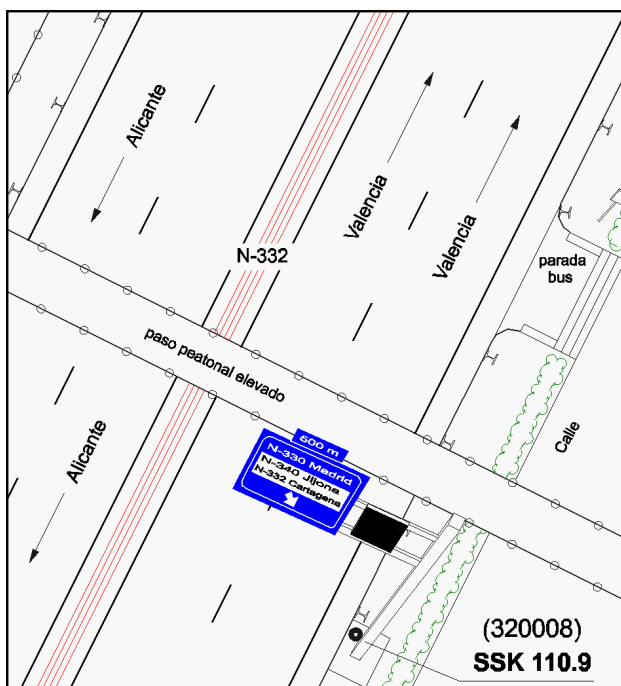 Alicante
Valencia
Valencia
N-332
parada
bus
paso peatonal elevado
Calle
Alicante
500 m
N-330 Madrid
N-340 Jijona
N-332 Cartagena
(320008)
SSK 110.9